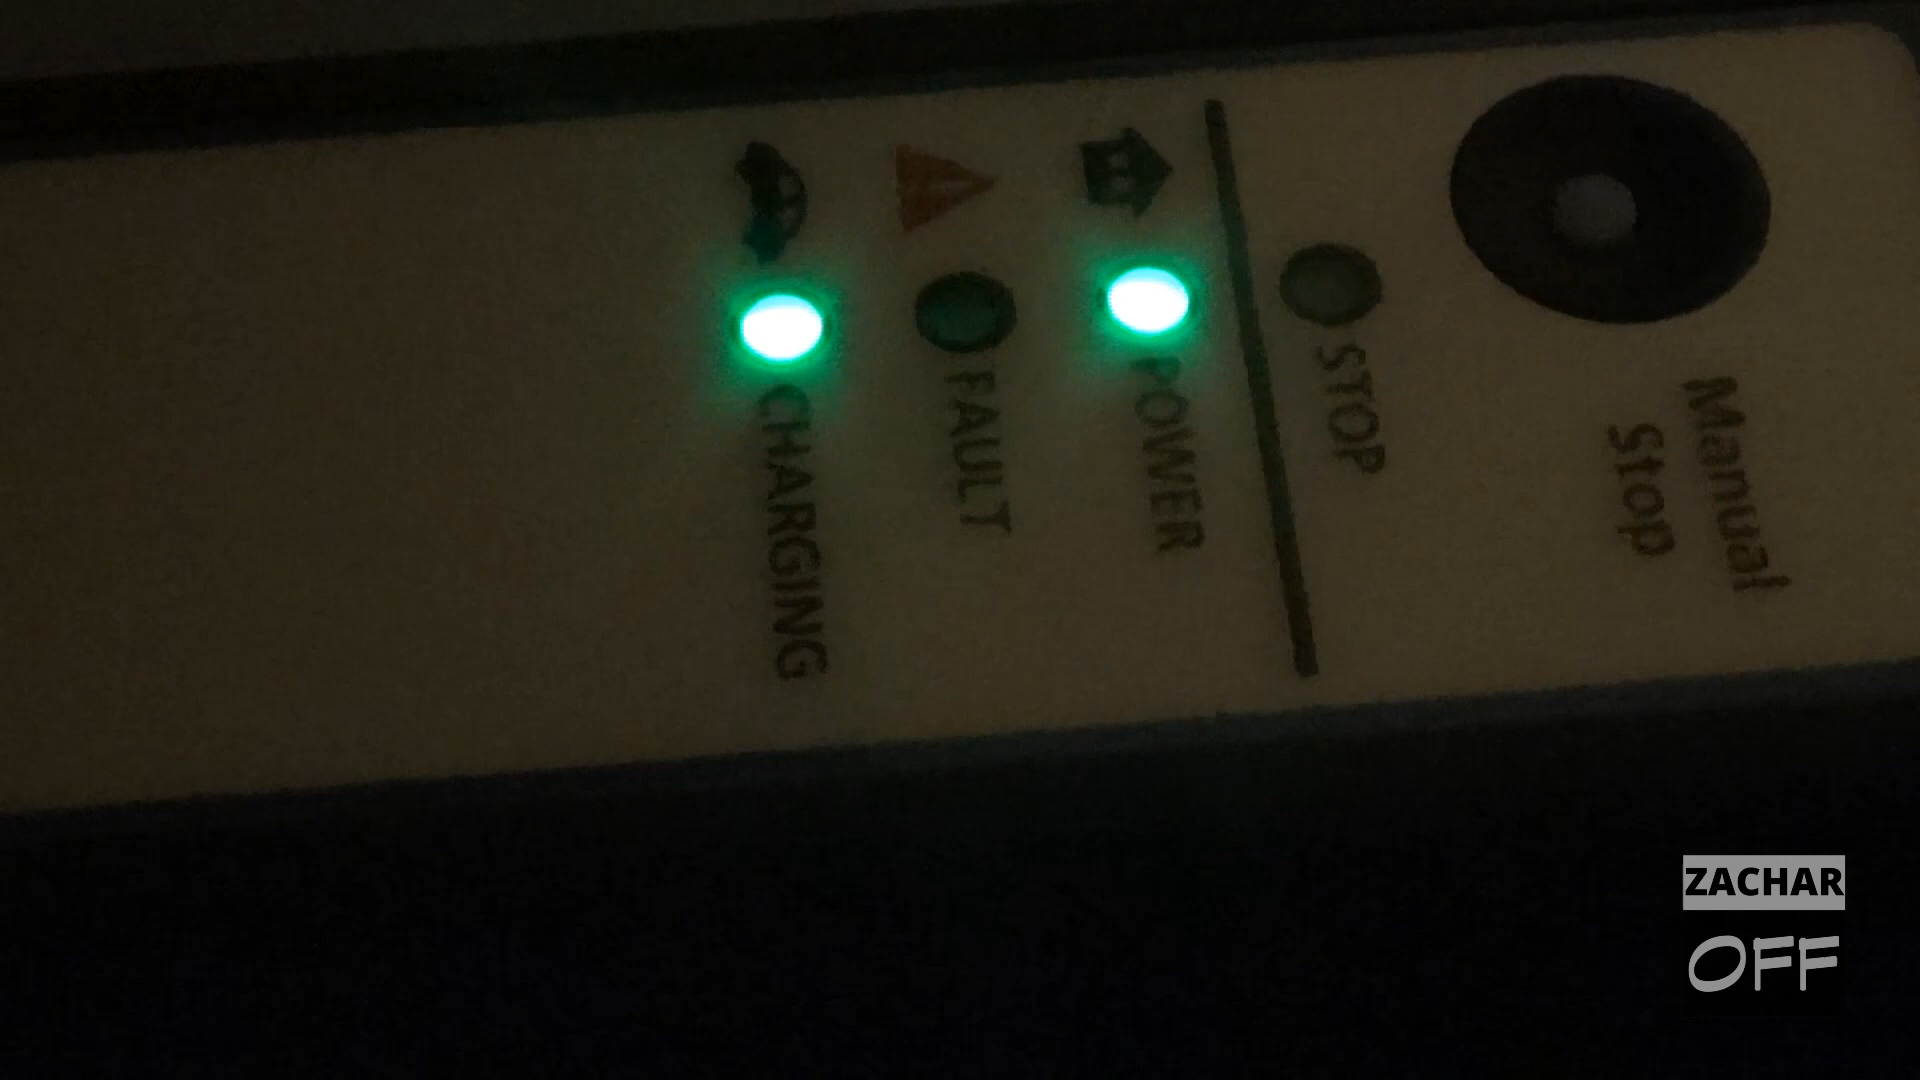 Manual
Stop
STOP
POWER
FAULT
CHARGING
ZACHAR
OFF